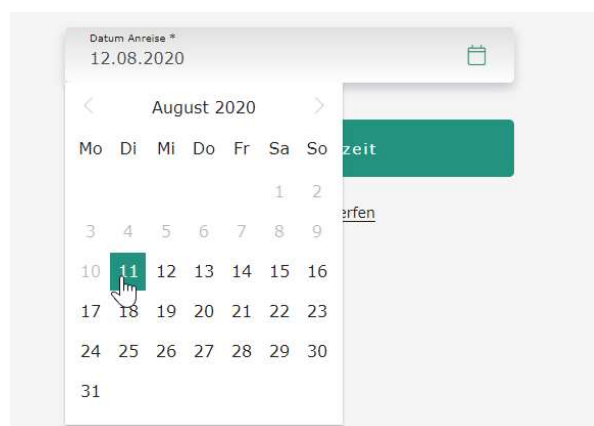 Datum Anreise *
12.08.2020
August 2020
Mo Di Mi Do Fr Sa So
zeit
1 2
erfen
3 4 5 6 7 8 9
10 11 12 13 14 15 16
17 18 19 20 21 22 23
24 25 26 27 28 29 30
31